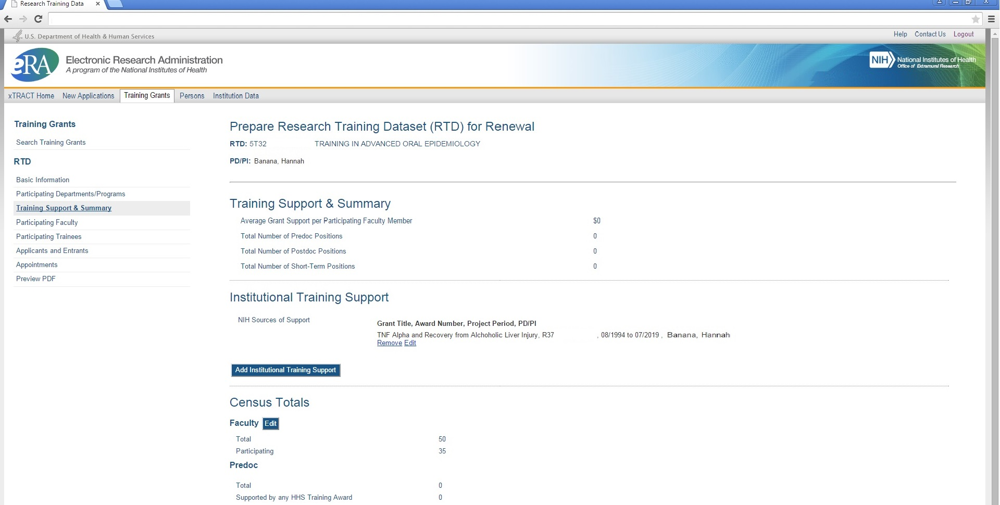 Research Training Data
U.S. Department of Health & Human Services
Help Contact Us Logout
eRA
Electronic Research Administration
A program of the National Institutes of Health
NIH National Institutes of Health
Office of Extramural Research
xTRACT Home New Applications Training Grants Persons Institution Data
Training Grants
Search Training Grants
RTD
Basic Information
Participating Departments/Programs
Training Support & Summary
Participating Faculty
Participating Trainees
Applicants and Entrants
Appointments
Preview PDF
Prepare Research Training Dataset (RTD) for Renewal
RTD: 5T32 TRAINING IN ADVANCED ORAL EPIDEMIOLOGY
PD/PI: Banana, Hannah
Training Support & Summary
Average Grant Support per Participating Faculty Member $0
Total Number of Predoc Positions 0
Total Number of Postdoc Positions 0
Total Number of Short-Term Positions 0
Institutional Training Support
NIH Sources of Support
Grant Title, Award Number, Project Period, PD/PI
TNF Alpha and Recovery from Alchoholic Liver Injury, R37 , 08/1994 to 07/2019 , Banana, Hannah
Remove Edit
Add Institutional Training Support
Census Totals
Faculty Edit
Total 50
Participating 35
Predoc
Total 0
Supported by any HHS Training Award 0